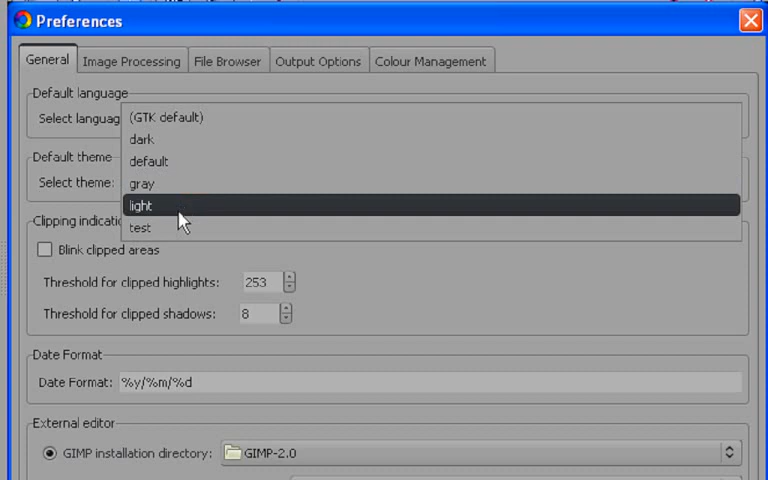 Preferences
General
Image Processing
File Browser
Output Options
Colour Management
Default language
Select languag
(GTK default)
dark
Default theme
default
Select theme:
gray
light
Clipping indicatio
test
Blink clipped areas
Threshold for clipped highlights: 253
Threshold for clipped shadows: 8
Date Format
Date Format: %y/%m/%d
External editor
GIMP installation directory: GIMP-2.0